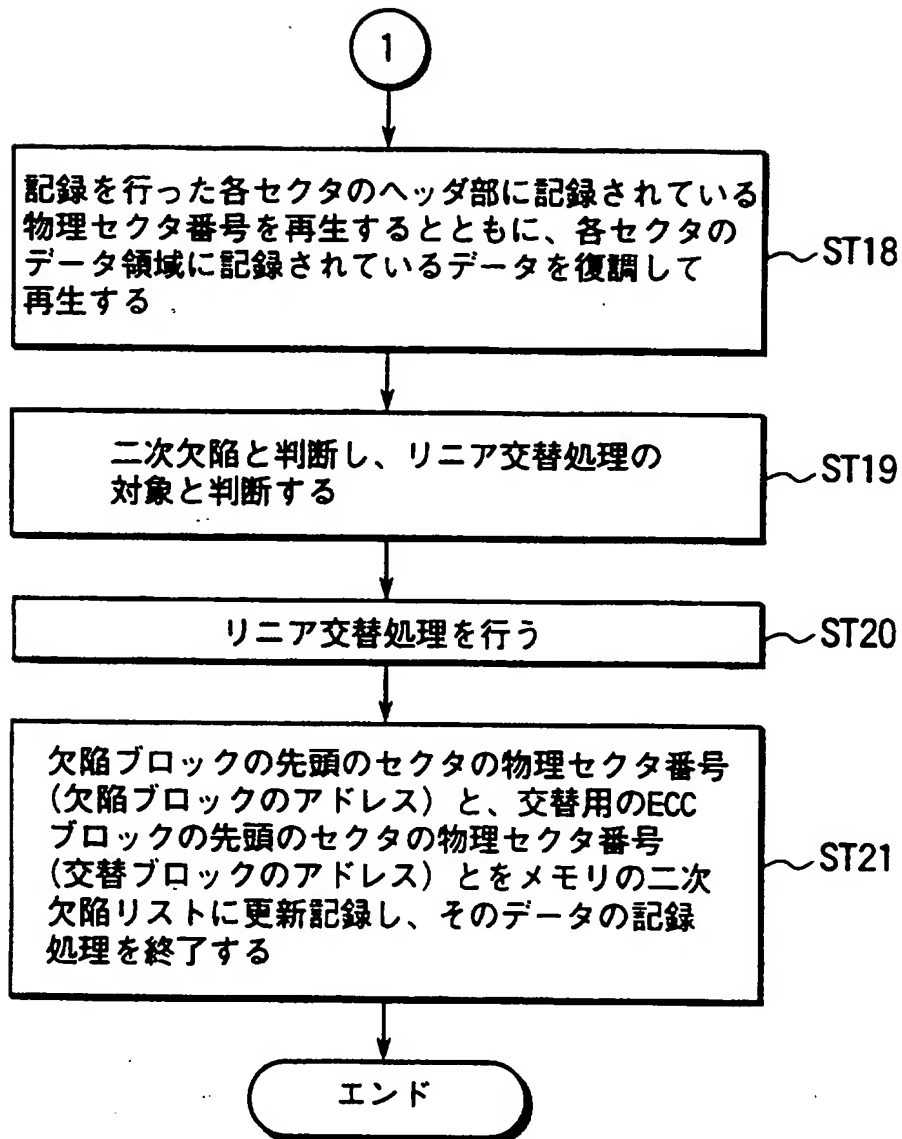 1
記録を行った各セクタのヘッダ部に記録されている
物理セクタ番号を再生するとともに、各セクタの
データ領域に記録されているデータを復調して
再生する
ST18
二次欠陥と判断し、リニア交替処理の
対象と判断する
ST19
リニア交替処理を行う
ST20
欠陥ブロックの先頭のセクタの物理セクタ番号
(欠陥ブロックのアドレス)と、交替用のECC
ブロックの先頭のセクタの物理セクタ番号
(交替ブロックのアドレス)とをメモリの二次
欠陥リストに更新記録し、そのデータの記録
処理を終了する
ST21
エンド